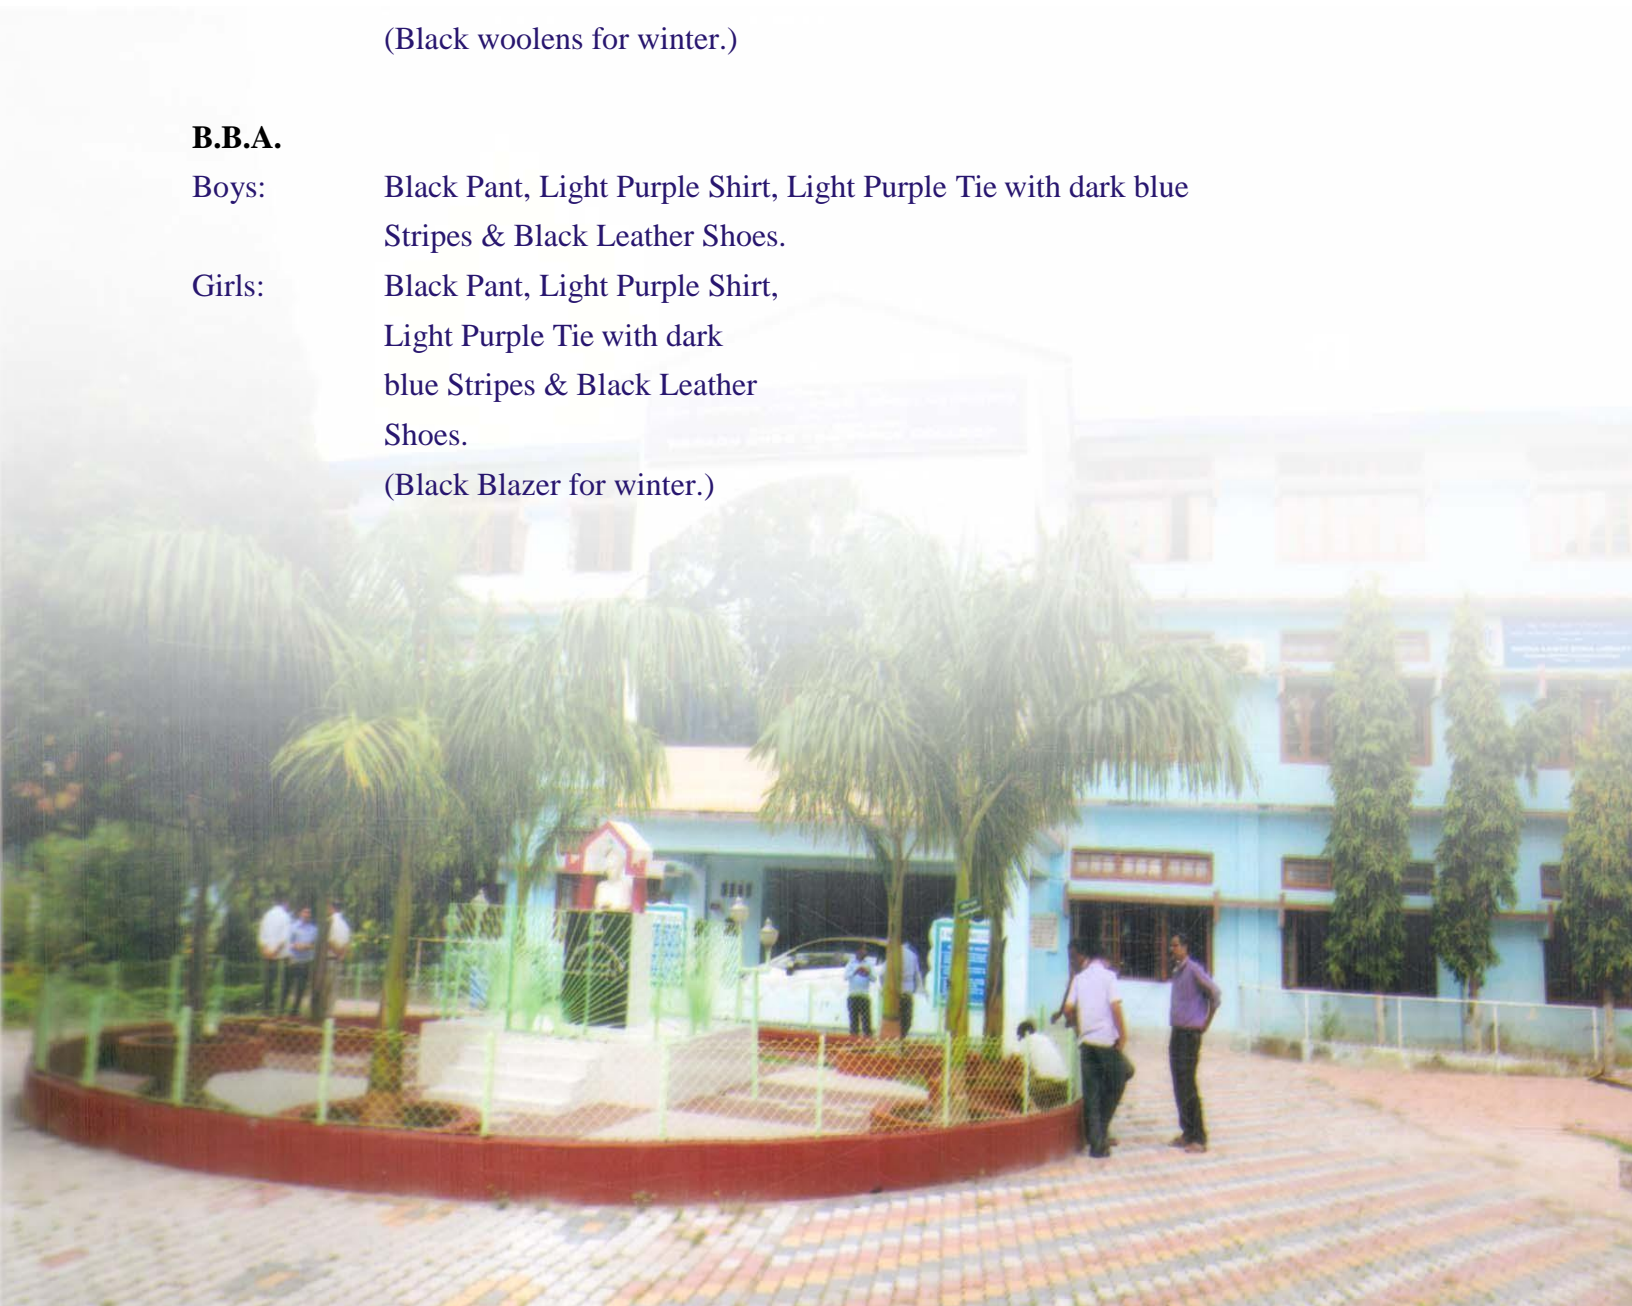 (Black woolens for winter.)
B.B.A.
Boys: Black Pant, Light Purple Shirt, Light Purple Tie with dark blue
Stripes & Black Leather Shoes.
Girls: Black Pant, Light Purple Shirt,
Light Purple Tie with dark
blue Stripes & Black Leather
Shoes.
(Black Blazer for winter.)